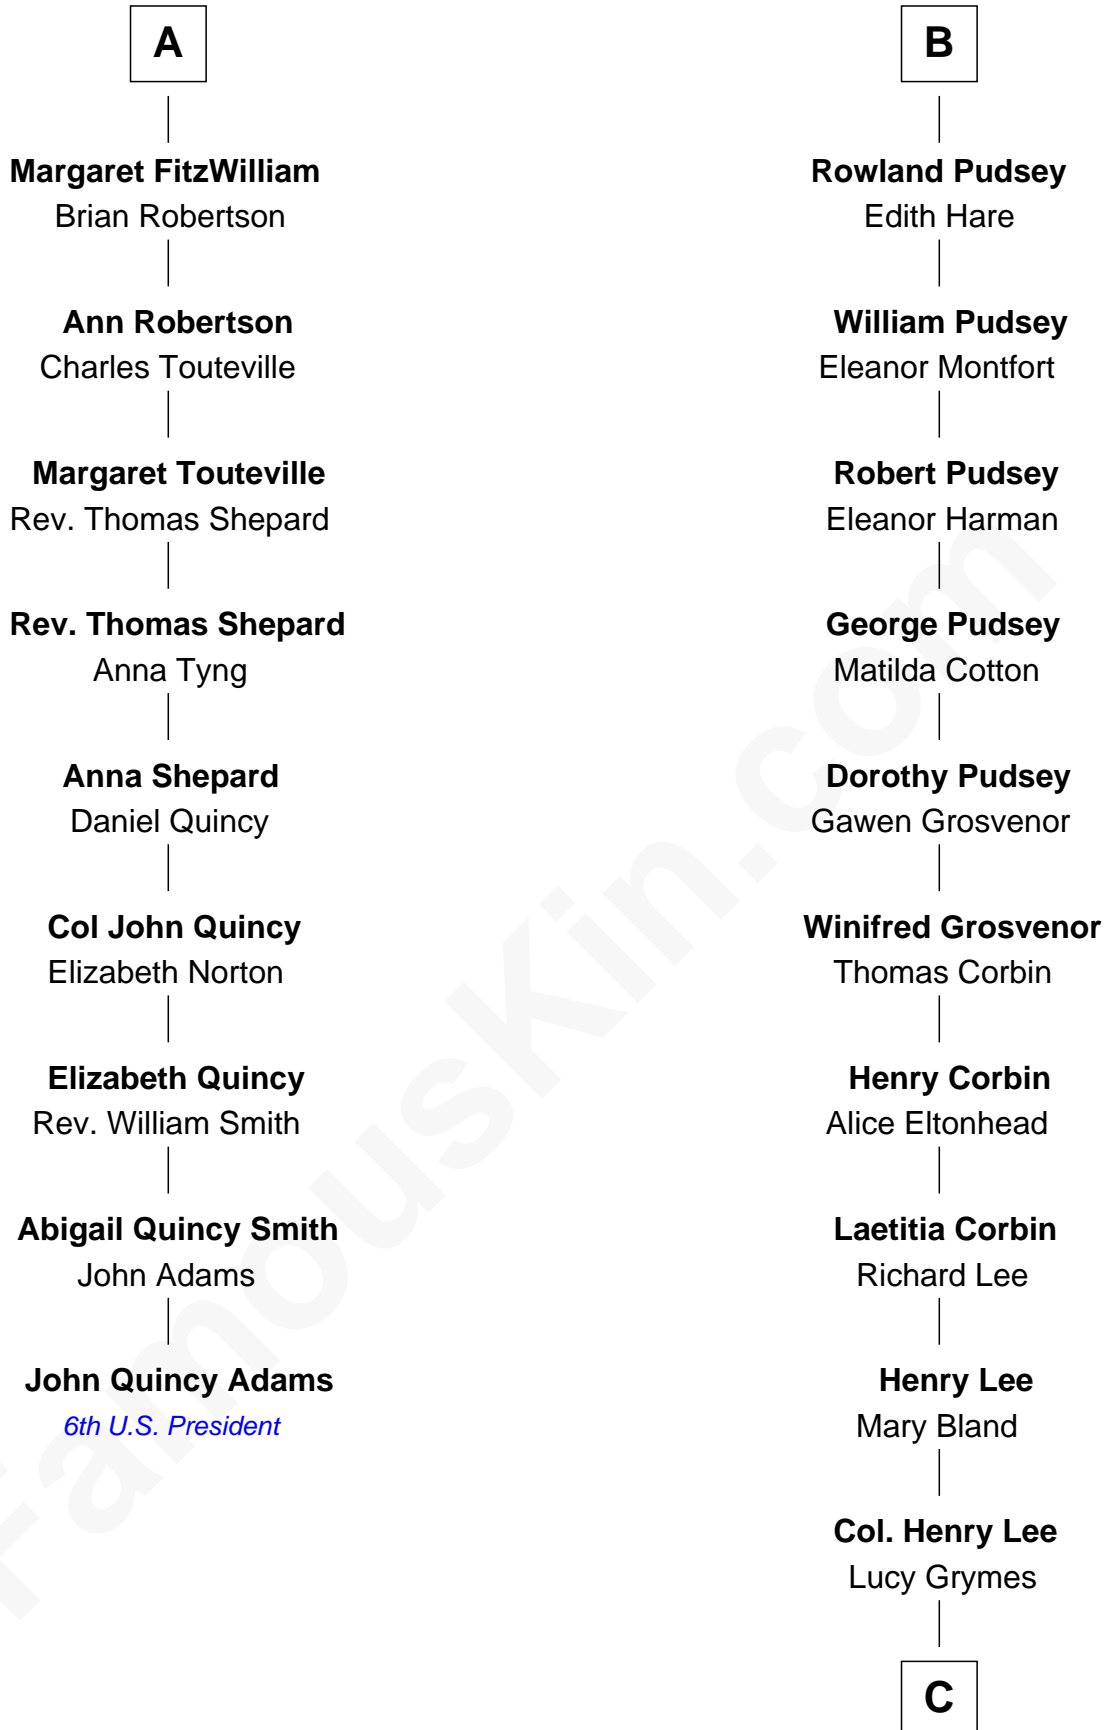 A
Margaret FitzWilliam
Brian Robertson
Ann Robertson
Charles Touteville
Margaret Touteville
Rev. Thomas Shepard
Rev. Thomas Shepard
Anna Tyng
Anna Shepard
Daniel Quincy
Col John Quincy
Elizabeth Norton
Elizabeth Quincy
Rev. William Smith
Abigail Quincy Smith
John Adams
John Quincy Adams
6th U.S. President
B
Rowland Pudsey
Edith Hare
William Pudsey
Eleanor Montfort
Robert Pudsey
Eleanor Harman
George Pudsey
Matilda Cotton
Dorothy Pudsey
Gawen Grosvenor
Winifred Grosvenor
Thomas Corbin
Henry Corbin
Alice Eltonhead
Laetitia Corbin
Richard Lee
Henry Lee
Mary Bland
Col. Henry Lee
Lucy Grymes
C
FamousKin.com